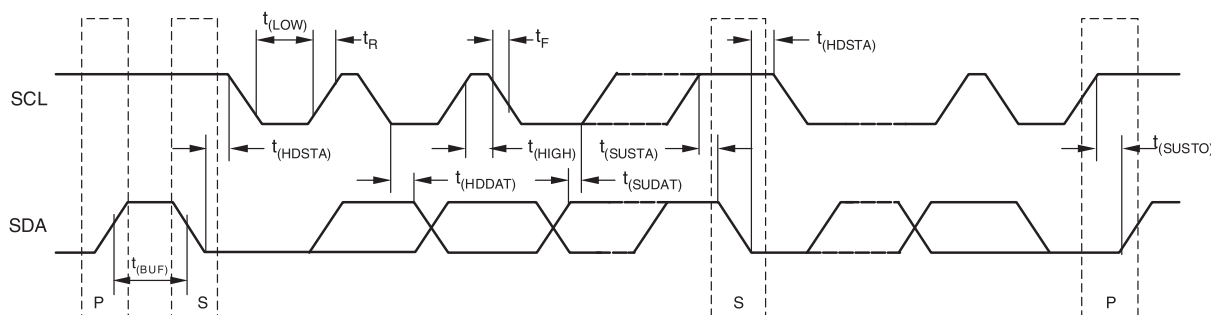 t(LOW)
tR
tF
t(HDSTA)
SCL
t(HDSTA)
t(HIGH)
t(SUSTA)
t(SUSTO)
t(HDDAT)
t(SUDAT)
SDA
t(BUF)
P
S
S
P